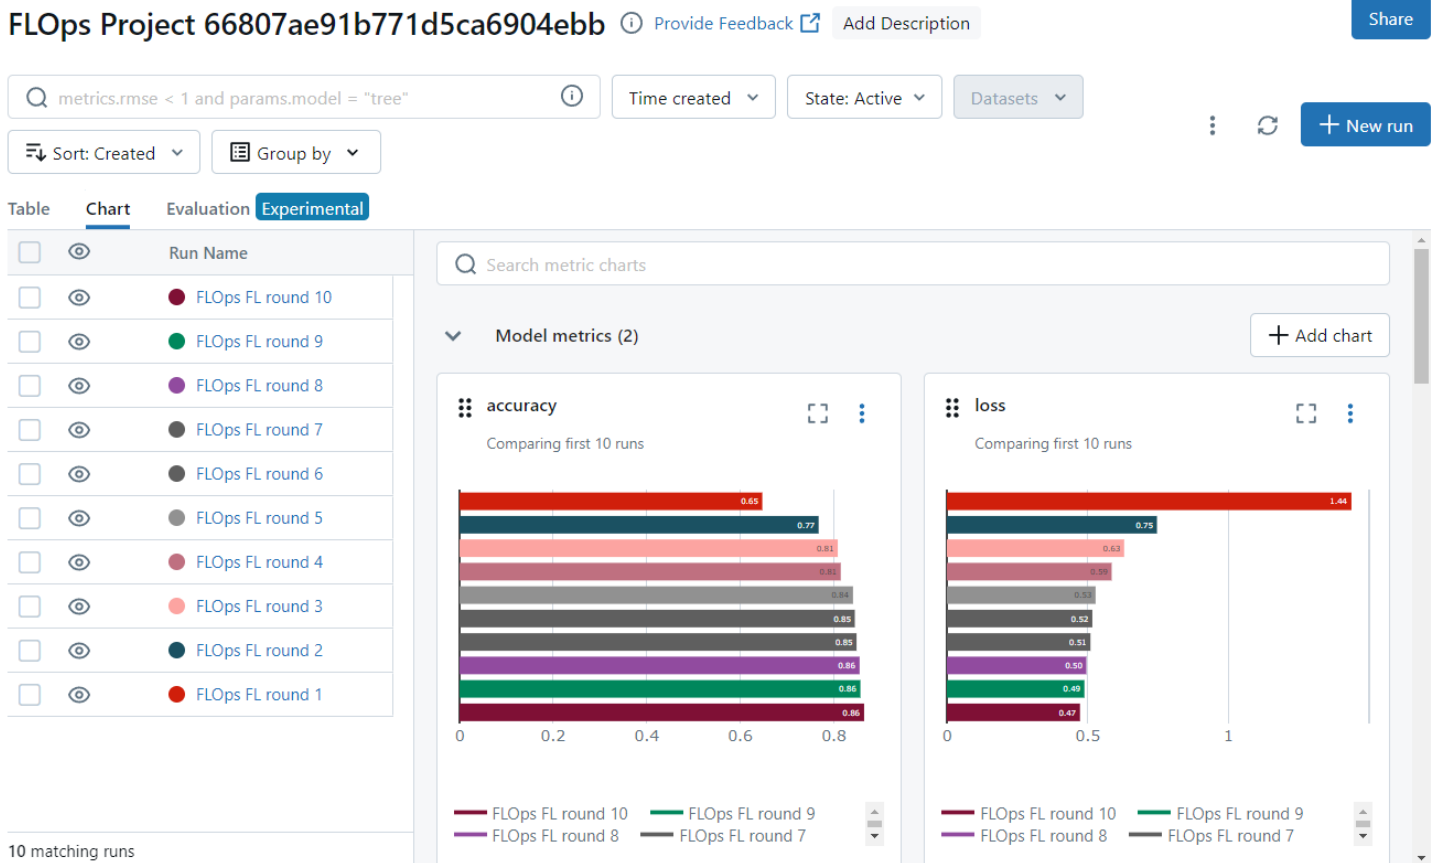 FLOps Project 66807ae91b771d5ca6904ebb Provide Feedback Add Description Share
metrics.rmse < 1 and params.model = "tree" Time created State: Active Datasets
New run
Sort: Created Group by
Table Chart Evaluation Experimental
Run Name
FLOps FL round 10
FLOps FL round 9
FLOps FL round 8
FLOps FL round 7
FLOps FL round 6
FLOps FL round 5
FLOps FL round 4
FLOps FL round 3
FLOps FL round 2
FLOps FL round 1
10 matching runs
Search metric charts
Model metrics (2) Add chart
accuracy
Comparing first 10 runs
0.65
0.77
0.81
0.81
0.84
0.85
0.85
0.86
0.86
0.86
0 0.2 0.4 0.6 0.8
FLOps FL round 10 FLOps FL round 9
FLOps FL round 8 FLOps FL round 7
loss
Comparing first 10 runs
1.44
0.75
0.63
0.59
0.53
0.52
0.51
0.50
0.49
0.47
0 0.5 1
FLOps FL round 10 FLOps FL round 9
FLOps FL round 8 FLOps FL round 7